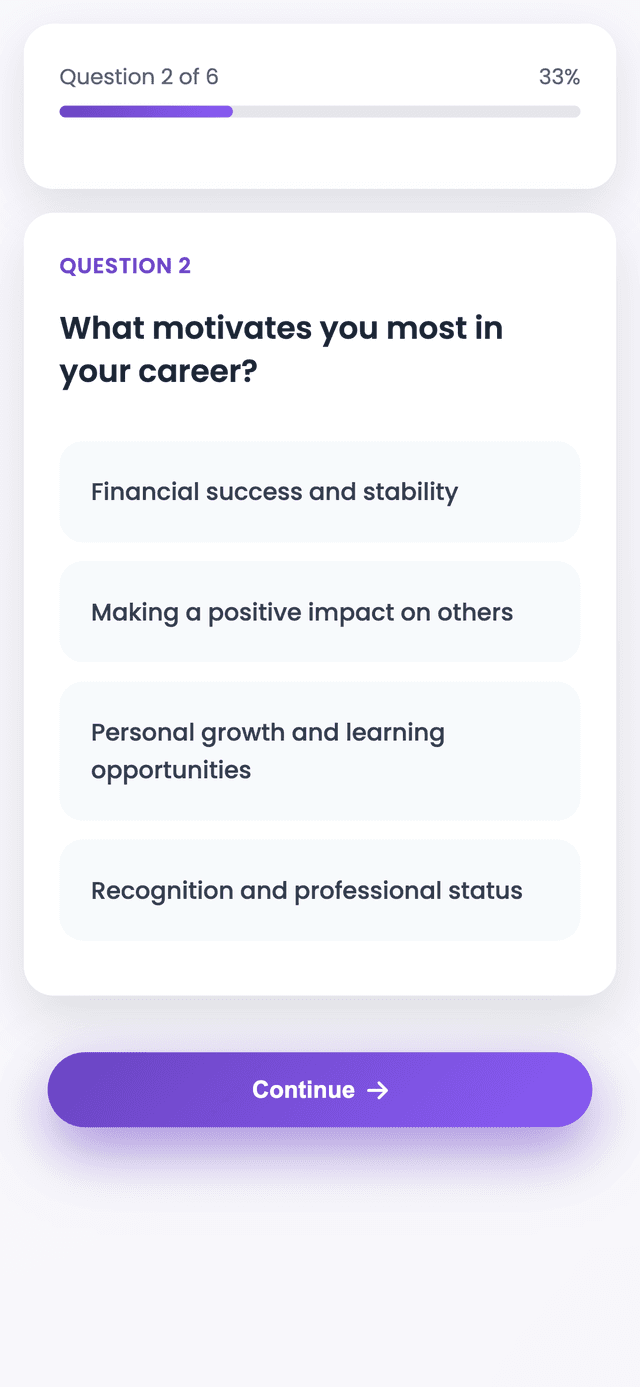 Question 2 of 6 33%
QUESTION 2
What motivates you most in
your career?
Financial success and stability
Making a positive impact on others
Personal growth and learning
opportunities
Recognition and professional status
Continue →